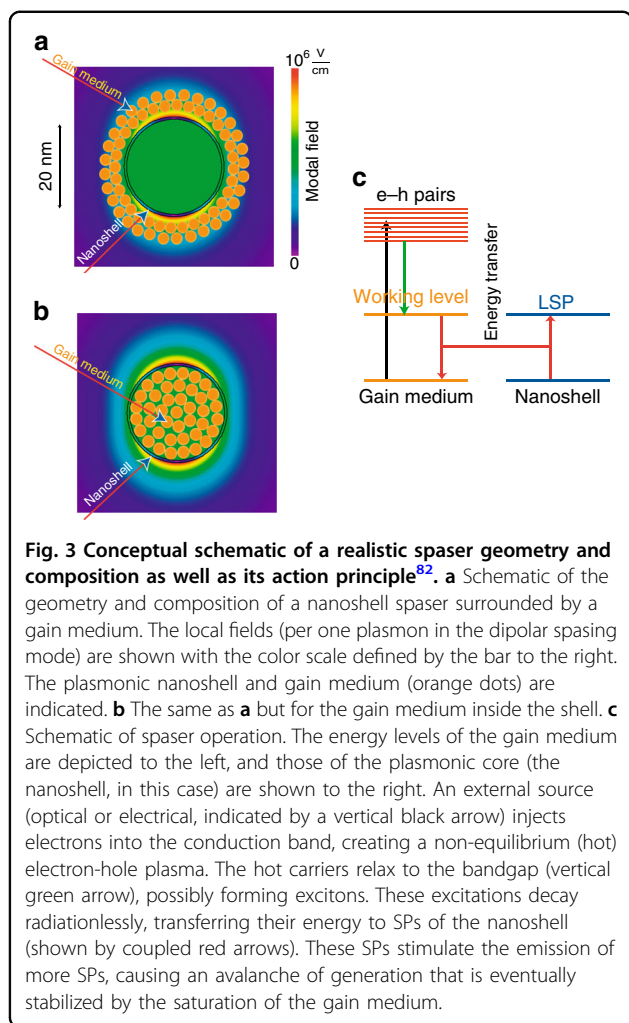 a
Gain medium
10⁶ V/cm
Modal field
0
20 nm
Nanoshell
b
Gain medium
Nanoshell
c
e–h pairs
Working level
Energy transfer
LSP
Gain medium
Nanoshell
Fig. 3 Conceptual schematic of a realistic spaser geometry and
composition as well as its action principle⁸². a Schematic of the
geometry and composition of a nanoshell spaser surrounded by a
gain medium. The local fields (per one plasmon in the dipolar spasing
mode) are shown with the color scale defined by the bar to the right.
The plasmonic nanoshell and gain medium (orange dots) are
indicated. b The same as a but for the gain medium inside the shell. c
Schematic of spaser operation. The energy levels of the gain medium
are depicted to the left, and those of the plasmonic core (the
nanoshell, in this case) are shown to the right. An external source
(optical or electrical, indicated by a vertical black arrow) injects
electrons into the conduction band, creating a non-equilibrium (hot)
electron-hole plasma. The hot carriers relax to the bandgap (vertical
green arrow), possibly forming excitons. These excitations decay
radiationlessly, transferring their energy to SPs of the nanoshell
(shown by coupled red arrows). These SPs stimulate the emission of
more SPs, causing an avalanche of generation that is eventually
stabilized by the saturation of the gain medium.